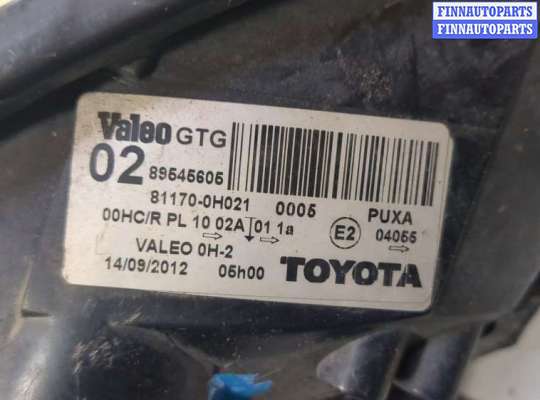 FINNAUTOPARTS
FINNAUTOPARTS
Valeo GTG
02 89545605
81170-0H021 0005 PUXA
00HC/R PL 10 02A 01 1a E2 04055
VALEO 0H-2
14/09/2012 05h00 TOYOTA